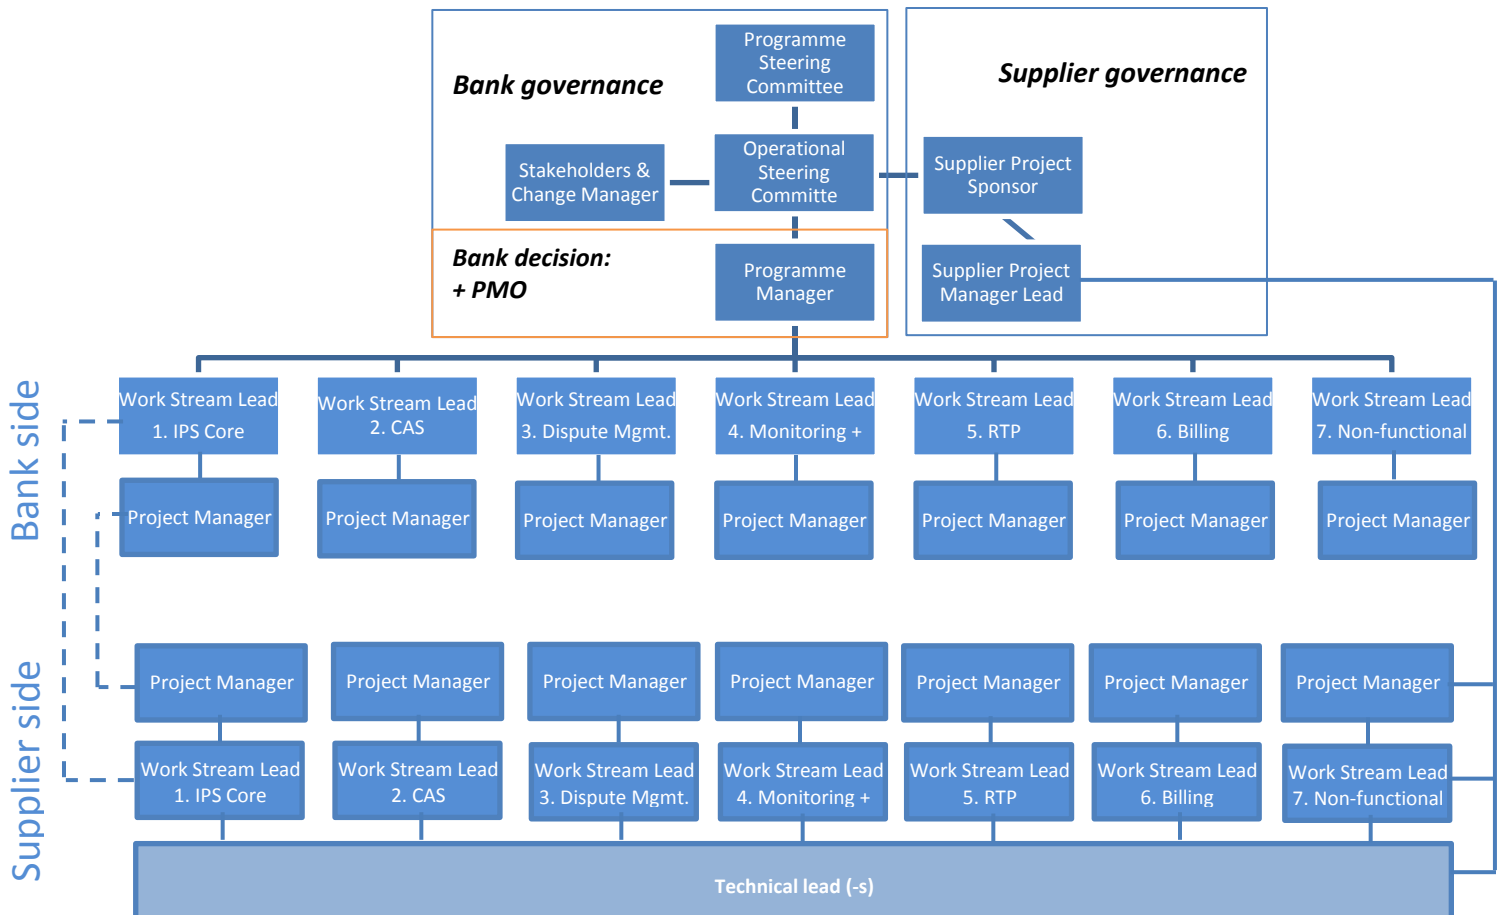 Bank governance
Programme
Steering
Committee
Supplier governance
Stakeholders &
Change Manager
Operational
Steering
Committe
Supplier Project
Sponsor
Bank decision:
+ PMO
Programme
Manager
Supplier Project
Manager Lead
Bank side
Work Stream Lead
1. IPS Core
Work Stream Lead
2. CAS
Work Stream Lead
3. Dispute Mgmt.
Work Stream Lead
4. Monitoring +
Work Stream Lead
5. RTP
Work Stream Lead
6. Billing
Work Stream Lead
7. Non-functional
Project Manager
Project Manager
Project Manager
Project Manager
Project Manager
Project Manager
Project Manager
Supplier side
Project Manager
Project Manager
Project Manager
Project Manager
Project Manager
Project Manager
Project Manager
Work Stream Lead
1. IPS Core
Work Stream Lead
2. CAS
Work Stream Lead
3. Dispute Mgmt.
Work Stream Lead
4. Monitoring +
Work Stream Lead
5. RTP
Work Stream Lead
6. Billing
Work Stream Lead
7. Non-functional
Technical lead (-s)